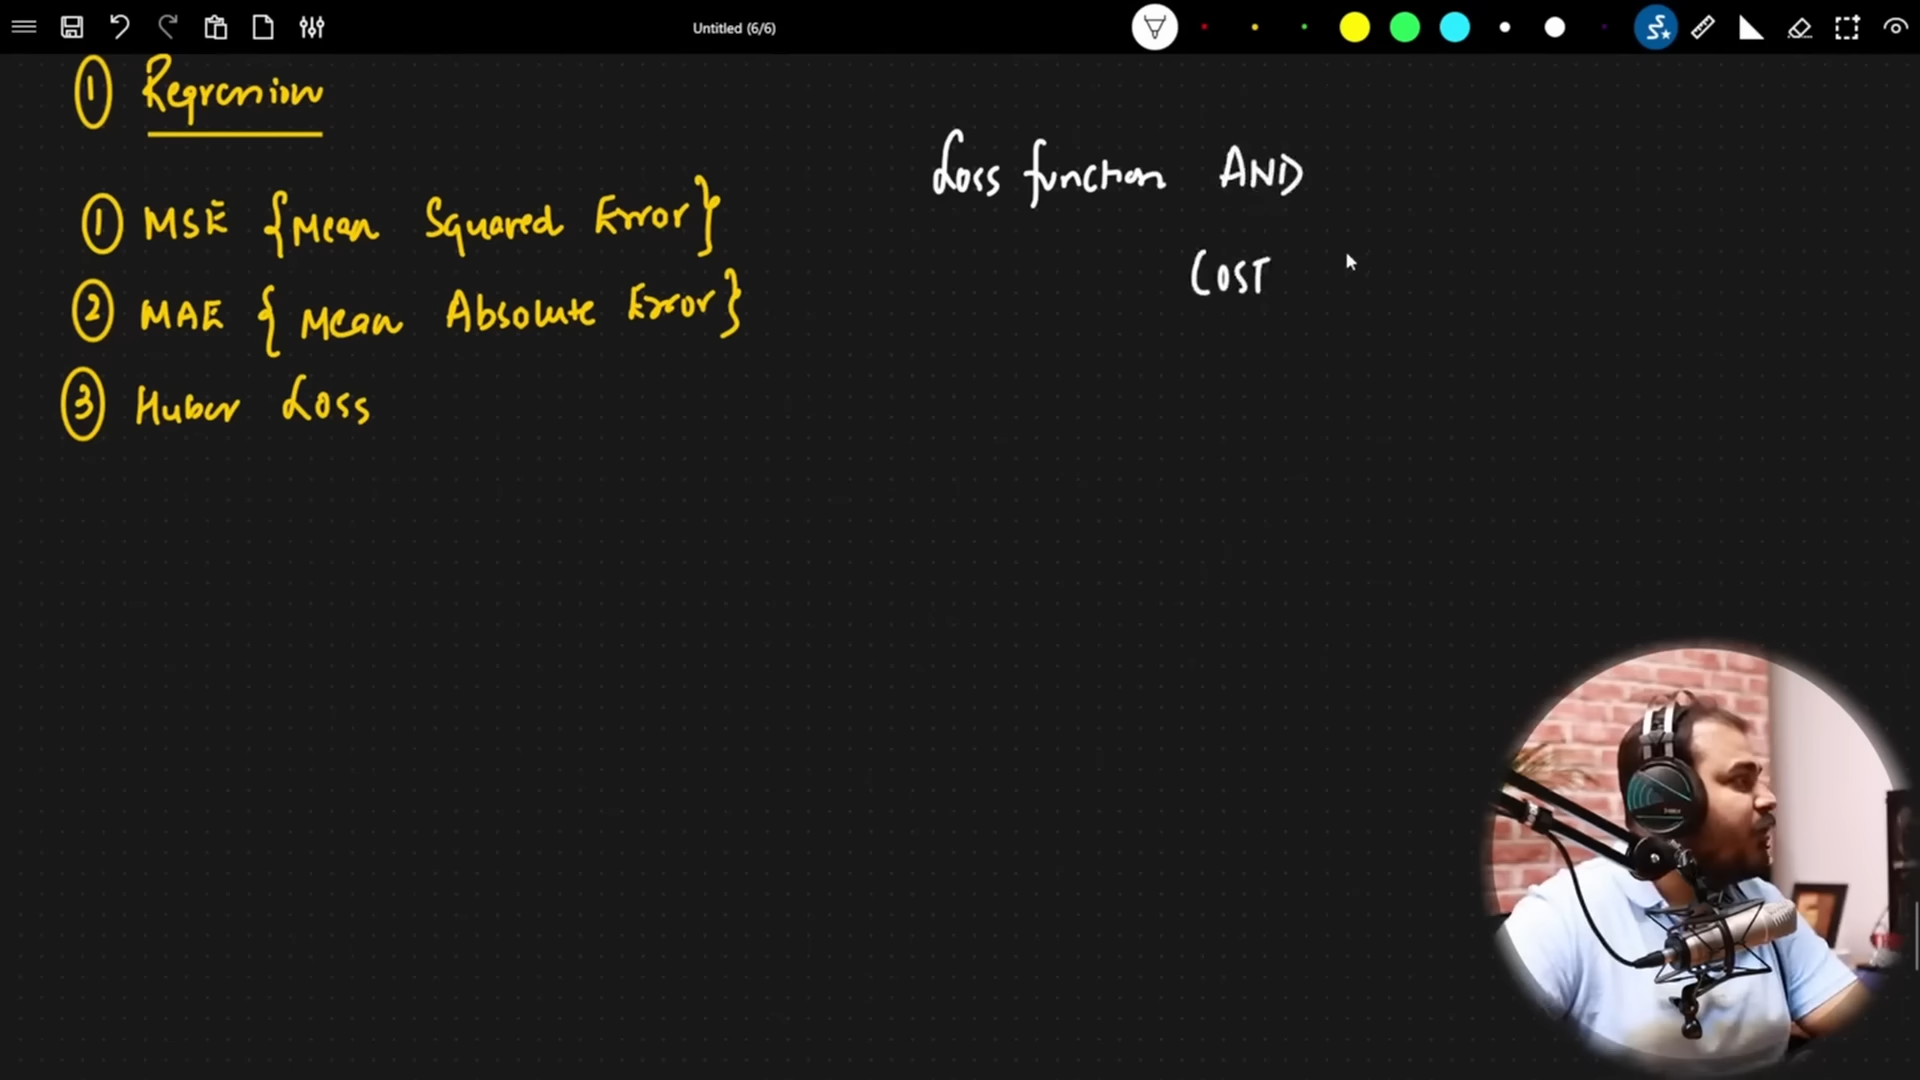 Untitled (6/6)
① Regression
① MSE {Mean Squared Error}
② MAE {Mean Absolute Error}
③ Huber Loss
Loss function AND
COST